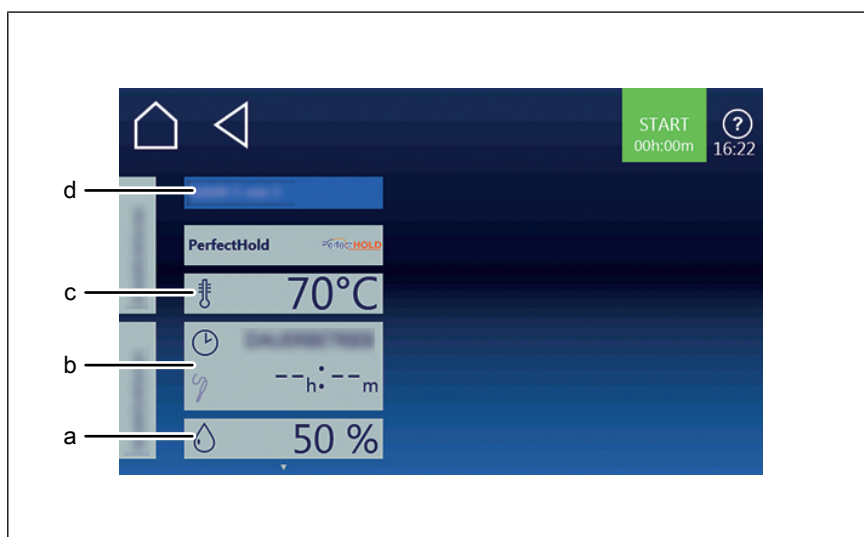 START
00h:00m
?
16:22
d
PerfectHold PerfectHOLD
c 70°C
b
--h:--m
a 50 %